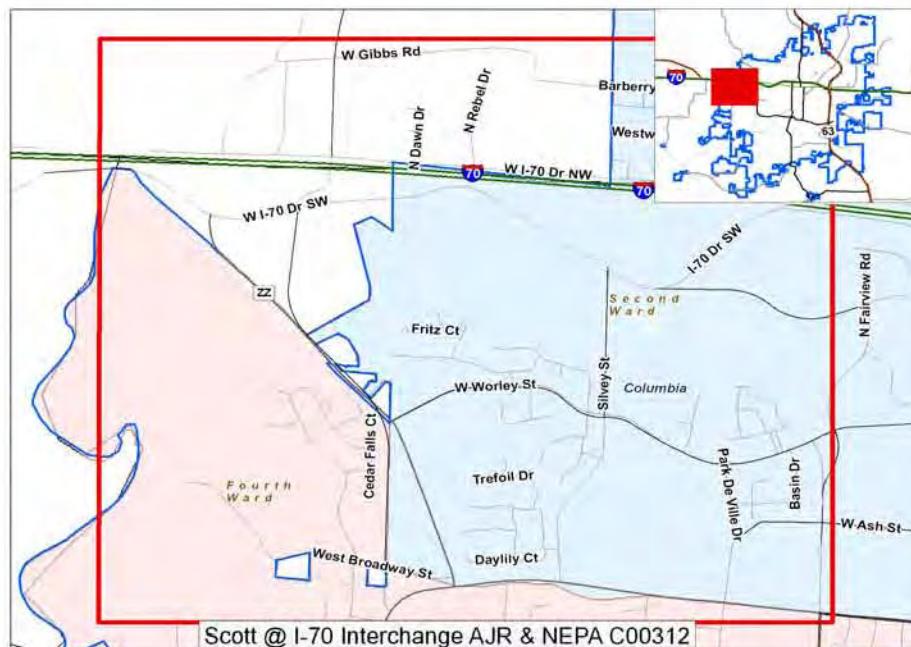 W Gibbs Rd
N Rebel Dr
N Dawn Dr
Barberry
Westw
70
63
W I-70 Dr NW
70
70
W I-70 Dr SW
I-70 Dr SW
ZZ
N Fairview Rd
Second
Ward
Fritz Ct
Silvey St
W Worley St
Columbia
Cedar Falls Ct
Trefoil Dr
Park De Ville Dr
Basin Dr
Fourth
Ward
W Ash St
West Broadway St
Daylily Ct
Scott @ I-70 Interchange AJR & NEPA C00312